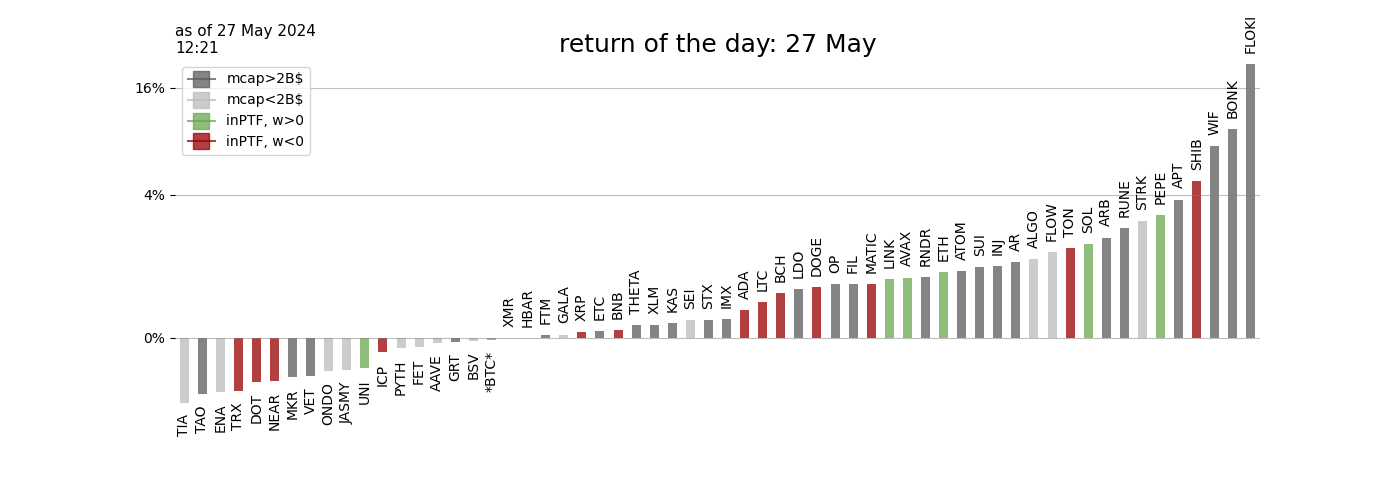 as of 27 May 2024
12:21
return of the day: 27 May
mcap>2B$
mcap<2B$
inPTF, w>0
inPTF, w<0
16%
4%
0%
TIA
TAO
ENA
TRX
DOT
NEAR
MKR
VET
ONDO
JASMY
UNI
ICP
PYTH
FET
AAVE
GRT
BSV
*BTC*
XMR
HBAR
FTM
GALA
XRP
ETC
BNB
THETA
XLM
KAS
SEI
STX
IMX
ADA
LTC
BCH
LDO
DOGE
OP
FIL
MATIC
LINK
AVAX
RNDR
ETH
ATOM
SUI
INJ
AR
ALGO
FLOW
TON
SOL
ARB
RUNE
STRK
PEPE
APT
SHIB
WIF
BONK
FLOKI